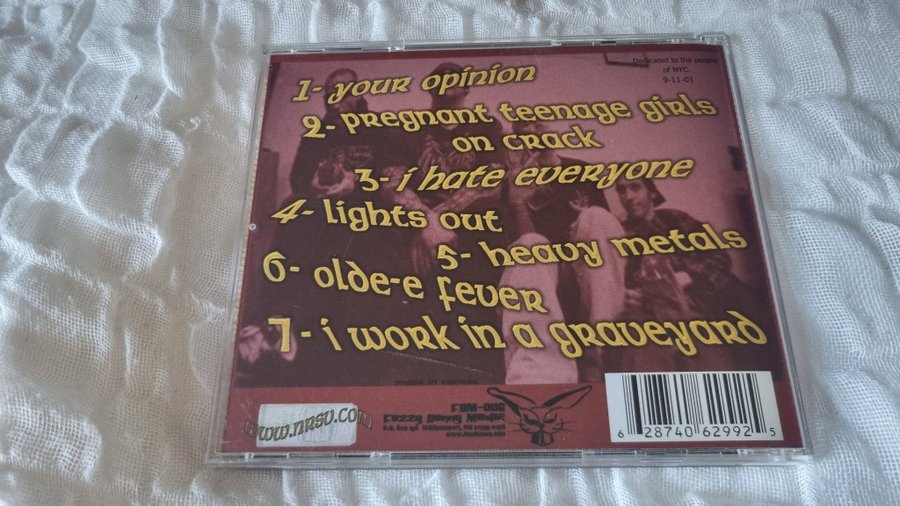 Dedicated to the people
of NYC.
9-11-01
1- your opinion
2- pregnant teenage girls
on crack
3- i hate everyone
4- lights out
5- heavy metals
6- olde-e fever
7- i work in a graveyard
made in canada
www.nrsv.com
FBM-006
Fuzzy Bunny Music
6 28740 62992 5